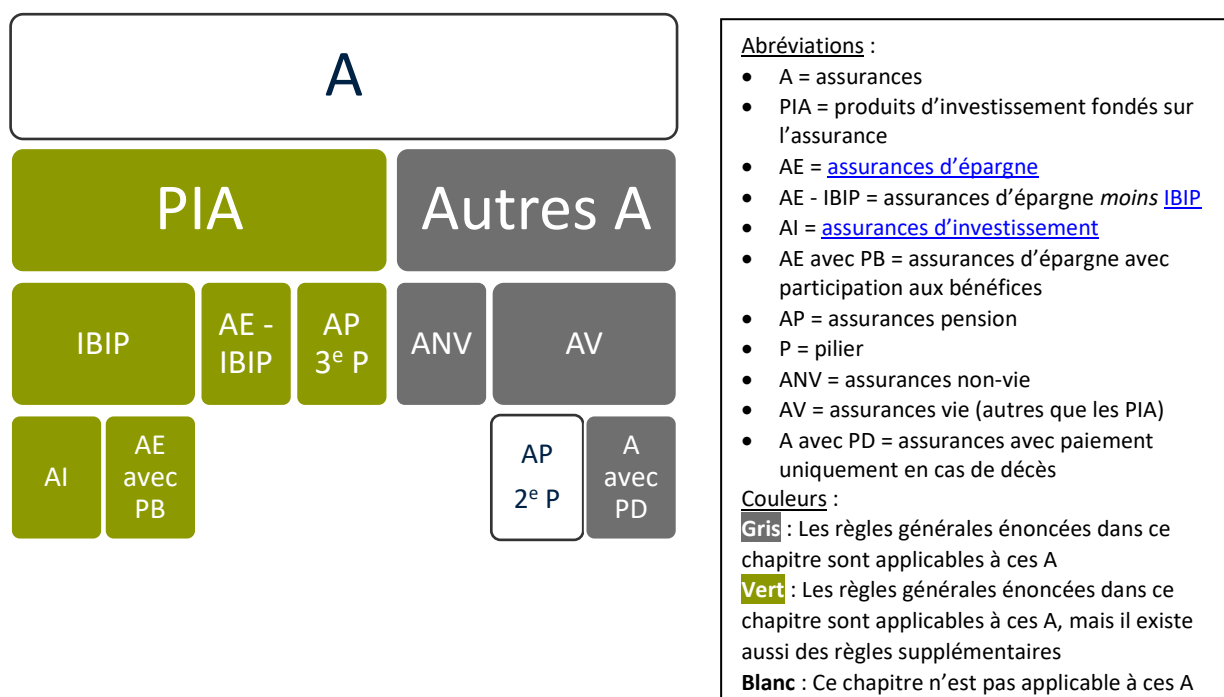 A
PIA
Autres A
IBIP
AE -
IBIP
AP
3e P
ANV
AV
AI
AE
avec
PB
AP
2e P
A
avec
PD
Abréviations :
• A = assurances
• PIA = produits d'investissement fondés sur
l'assurance
• AE = assurances d'épargne
• AE - IBIP = assurances d'épargne moins IBIP
• AI = assurances d'investissement
• AE avec PB = assurances d'épargne avec
participation aux bénéfices
• AP = assurances pension
• P = pilier
• ANV = assurances non-vie
• AV = assurances vie (autres que les PIA)
• A avec PD = assurances avec paiement
uniquement en cas de décès
Couleurs :
Gris : Les règles générales énoncées dans ce
chapitre sont applicables à ces A
Vert : Les règles générales énoncées dans ce
chapitre sont applicables à ces A, mais il existe
aussi des règles supplémentaires
Blanc : Ce chapitre n'est pas applicable à ces A